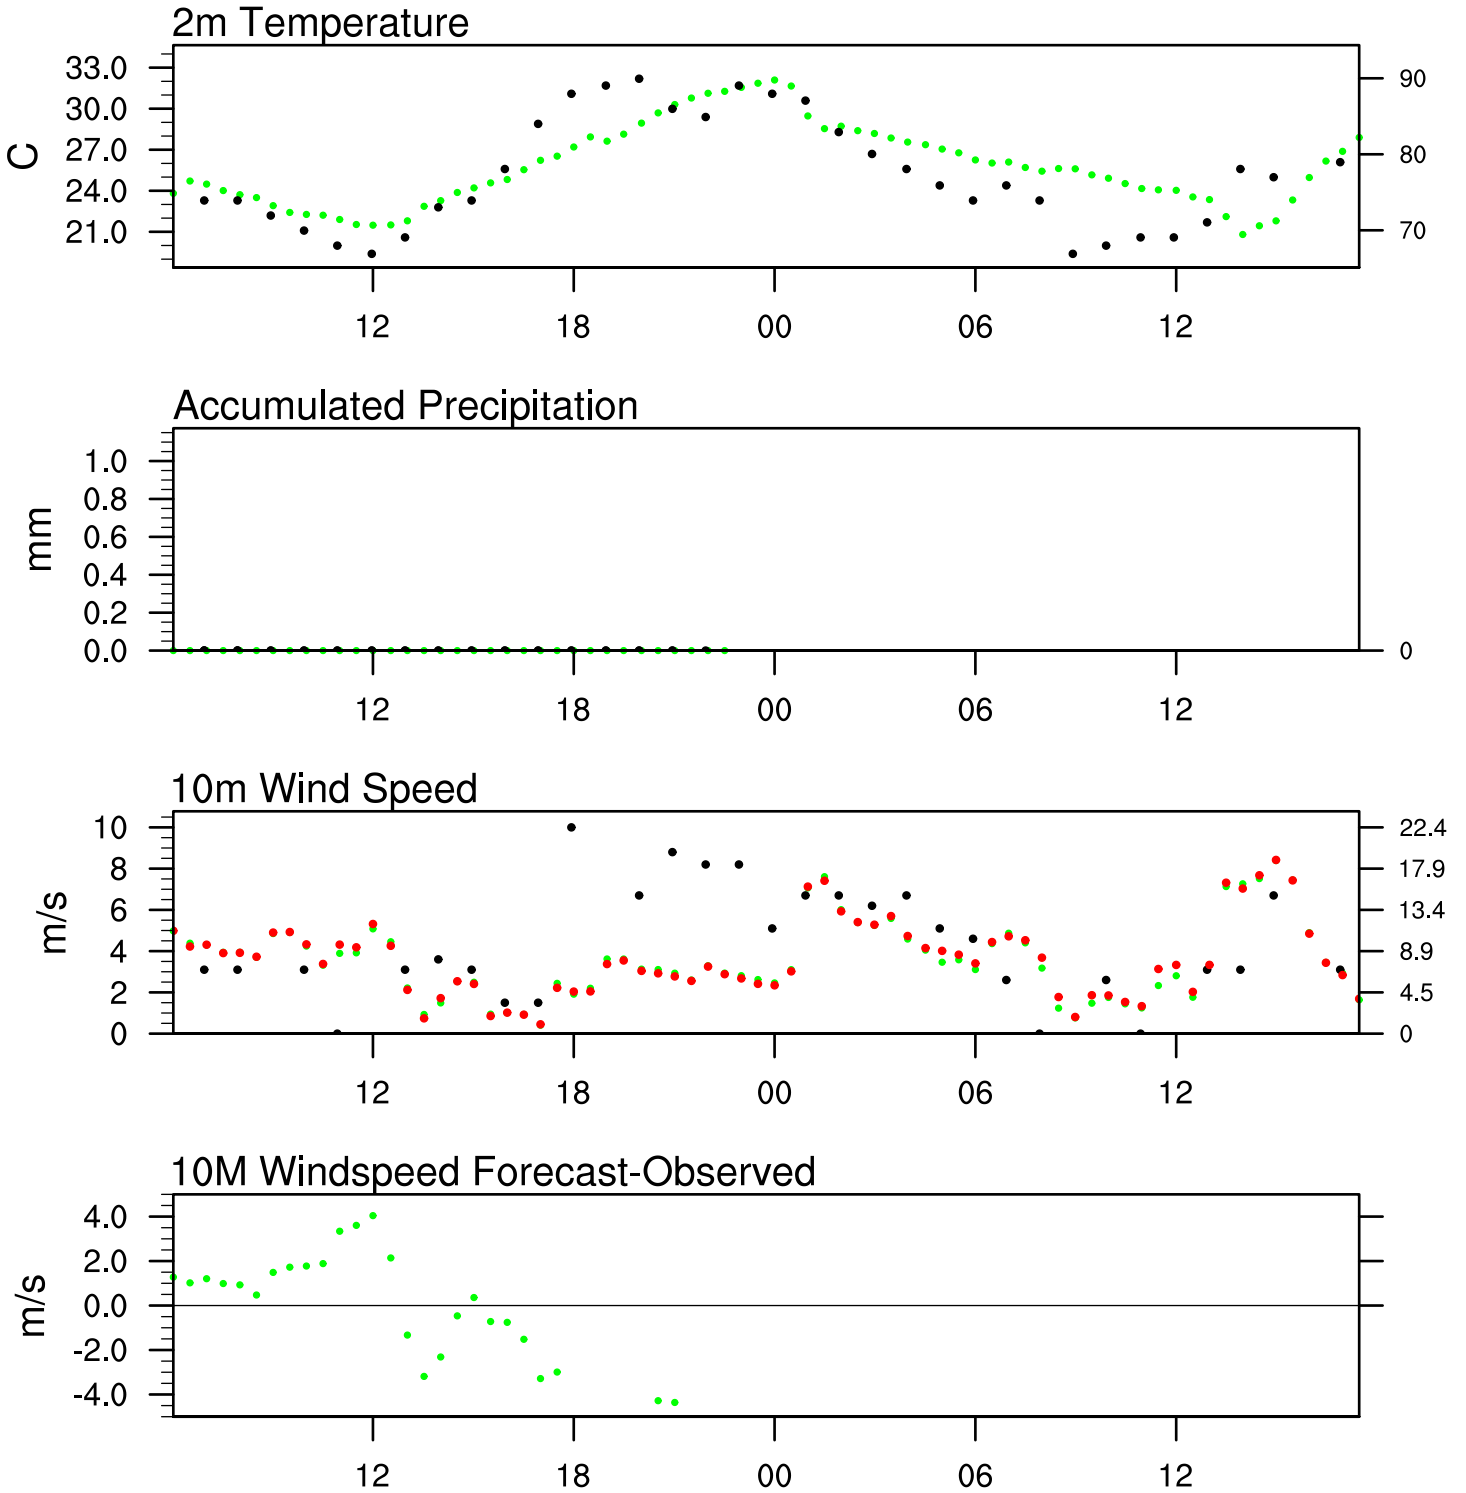 2m Temperature
33.0
30.0
27.0
24.0
21.0
C
90
80
70
12 18 00 06 12
Accumulated Precipitation
1.0
0.8
0.6
0.4
0.2
0.0
mm
0
12 18 00 06 12
10m Wind Speed
10
8
6
4
2
0
m/s
22.4
17.9
13.4
8.9
4.5
0
12 18 00 06 12
10M Windspeed Forecast-Observed
4.0
2.0
0.0
-2.0
-4.0
m/s
12 18 00 06 12